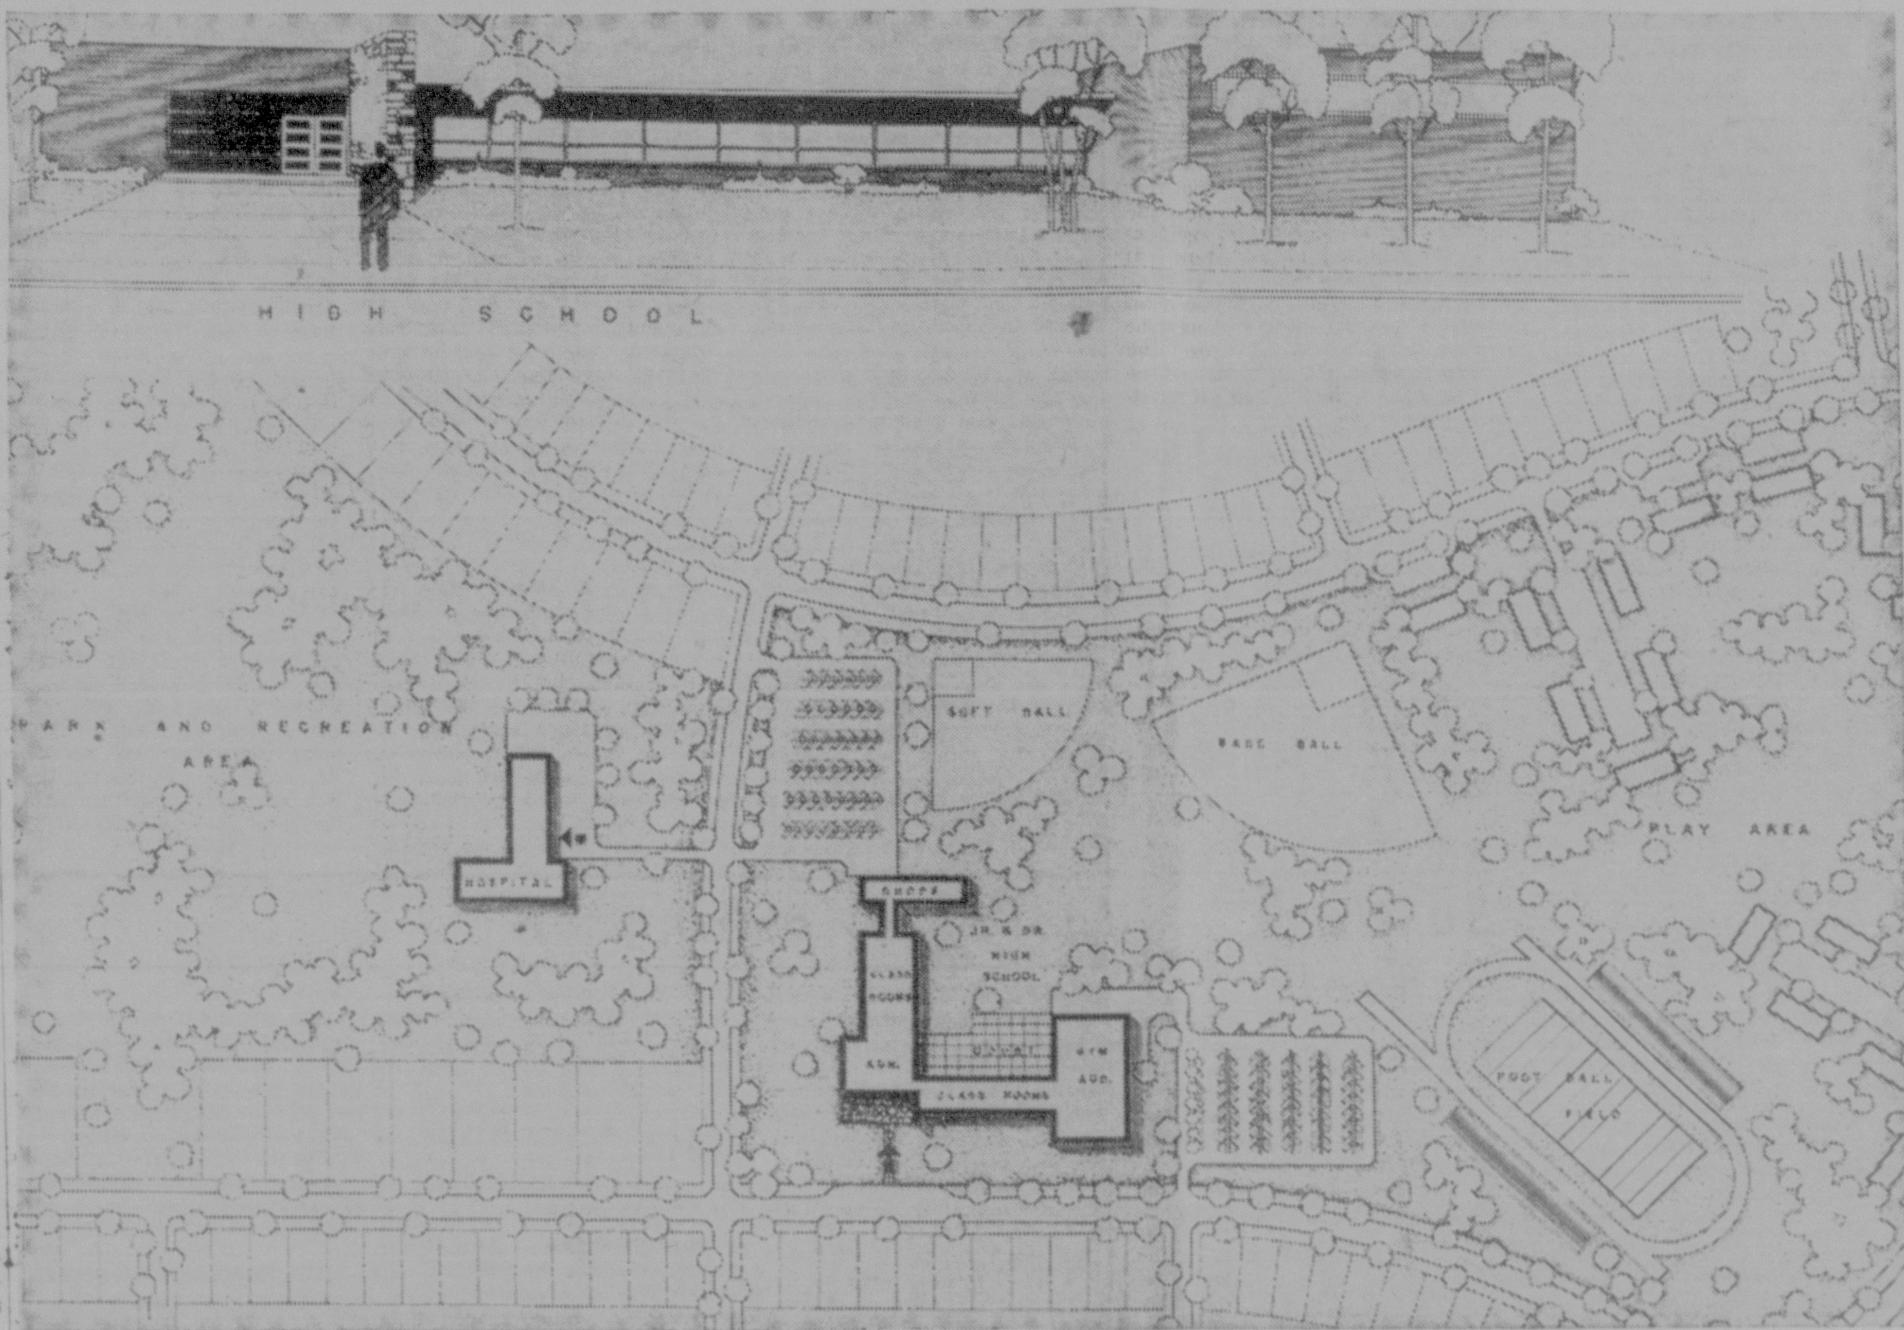 HIGH SCHOOL
PARK AND RECREATION
AREA
SOFT BALL
BASE BALL
PLAY AREA
HOSPITAL
SHOPS
JR. & SR.
HIGH
SCHOOL
CLASS
ROOMS
ADM.
COURT
GYM
AUD.
CLASS ROOMS
FOOT BALL
FIELD